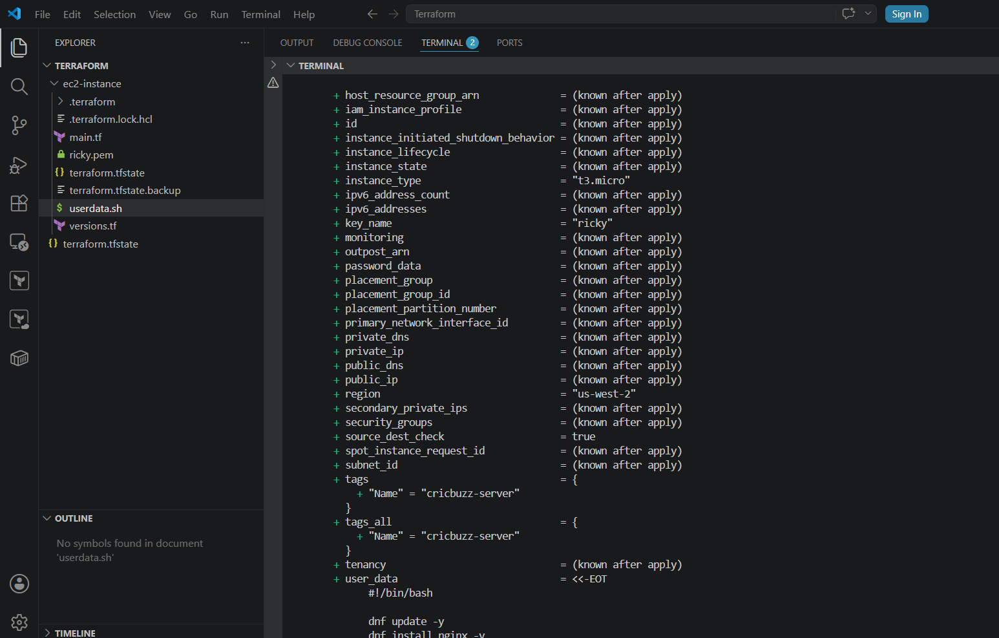 File Edit Selection View Go Run Terminal Help
Terraform
Sign In
EXPLORER
TERRAFORM
ec2-instance
.terraform
.terraform.lock.hcl
main.tf
ricky.pem
{} terraform.tfstate
terraform.tfstate.backup
$ userdata.sh
versions.tf
{} terraform.tfstate
OUTLINE
No symbols found in document
'userdata.sh'
TIMELINE
OUTPUT DEBUG CONSOLE TERMINAL 2 PORTS
TERMINAL
+ host_resource_group_arn = (known after apply)
+ iam_instance_profile = (known after apply)
+ id = (known after apply)
+ instance_initiated_shutdown_behavior = (known after apply)
+ instance_lifecycle = (known after apply)
+ instance_state = (known after apply)
+ instance_type = "t3.micro"
+ ipv6_address_count = (known after apply)
+ ipv6_addresses = (known after apply)
+ key_name = "ricky"
+ monitoring = (known after apply)
+ outpost_arn = (known after apply)
+ password_data = (known after apply)
+ placement_group = (known after apply)
+ placement_group_id = (known after apply)
+ placement_partition_number = (known after apply)
+ primary_network_interface_id = (known after apply)
+ private_dns = (known after apply)
+ private_ip = (known after apply)
+ public_dns = (known after apply)
+ public_ip = (known after apply)
+ region = "us-west-2"
+ secondary_private_ips = (known after apply)
+ security_groups = (known after apply)
+ source_dest_check = true
+ spot_instance_request_id = (known after apply)
+ subnet_id = (known after apply)
+ tags = {
+ "Name" = "cricbuzz-server"
}
+ tags_all = {
+ "Name" = "cricbuzz-server"
}
+ tenancy = (known after apply)
+ user_data = <<-EOT
#!/bin/bash
dnf update -y
dnf install nginx -y